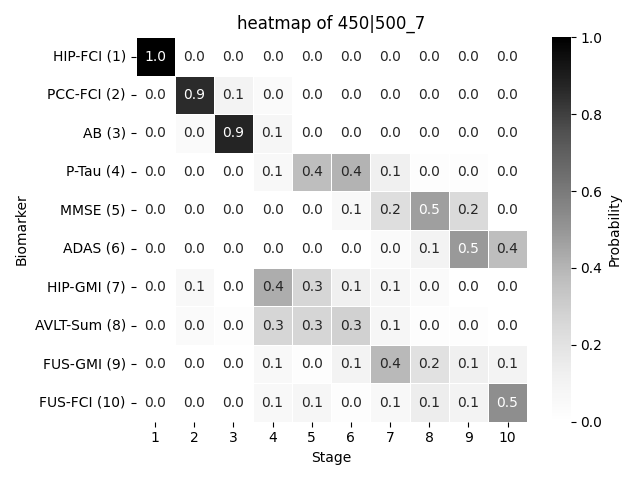 heatmap of 450|500_7
HIP-FCI (1) 1.0 0.0 0.0 0.0 0.0 0.0 0.0 0.0 0.0 0.0
PCC-FCI (2) 0.0 0.9 0.1 0.0 0.0 0.0 0.0 0.0 0.0 0.0
AB (3) 0.0 0.0 0.9 0.1 0.0 0.0 0.0 0.0 0.0 0.0
P-Tau (4) 0.0 0.0 0.0 0.1 0.4 0.4 0.1 0.0 0.0 0.0
MMSE (5) 0.0 0.0 0.0 0.0 0.0 0.1 0.2 0.5 0.2 0.0
ADAS (6) 0.0 0.0 0.0 0.0 0.0 0.0 0.0 0.1 0.5 0.4
HIP-GMI (7) 0.0 0.1 0.0 0.4 0.3 0.1 0.1 0.0 0.0 0.0
AVLT-Sum (8) 0.0 0.0 0.0 0.3 0.3 0.3 0.1 0.0 0.0 0.0
FUS-GMI (9) 0.0 0.0 0.0 0.1 0.0 0.1 0.4 0.2 0.1 0.1
FUS-FCI (10) 0.0 0.0 0.0 0.1 0.1 0.0 0.1 0.1 0.1 0.5
1 2 3 4 5 6 7 8 9 10
Stage
Biomarker
1.0
0.8
0.6
0.4
0.2
0.0
Probability